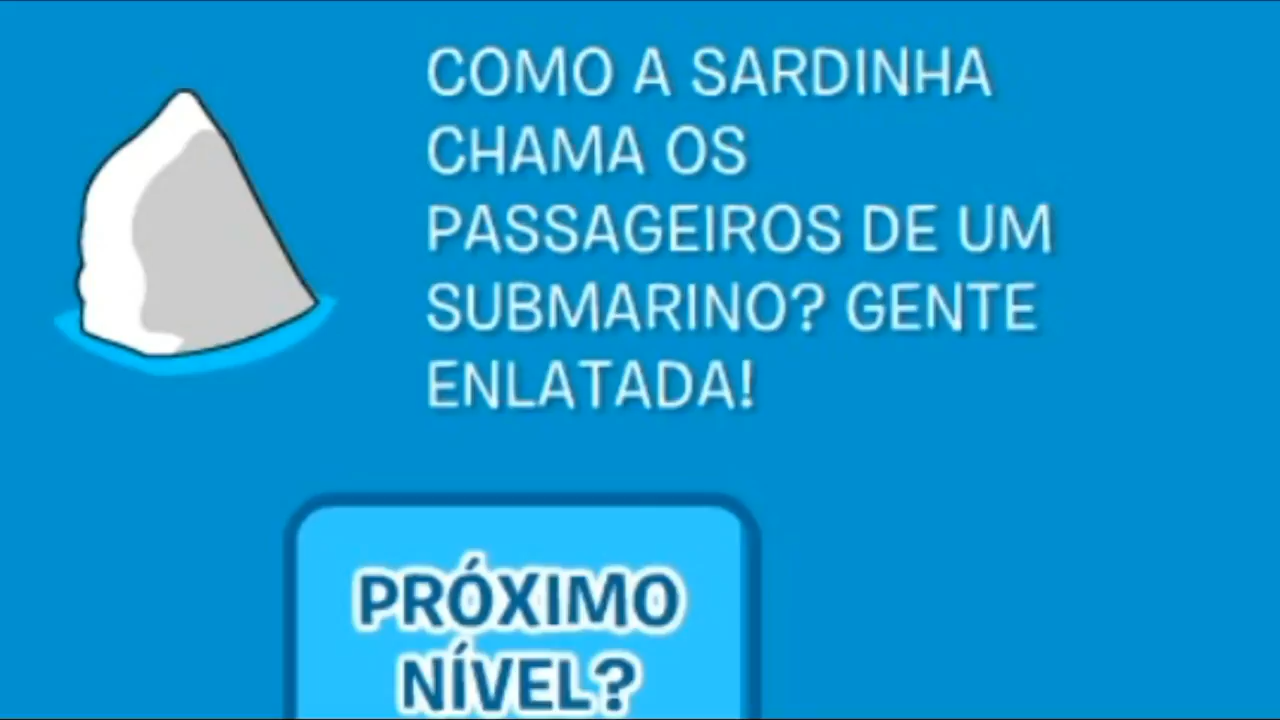 COMO A SARDINHA
CHAMA OS
PASSAGEIROS DE UM
SUBMARINO? GENTE
ENLATADA!
PRÓXIMO
NÍVEL?